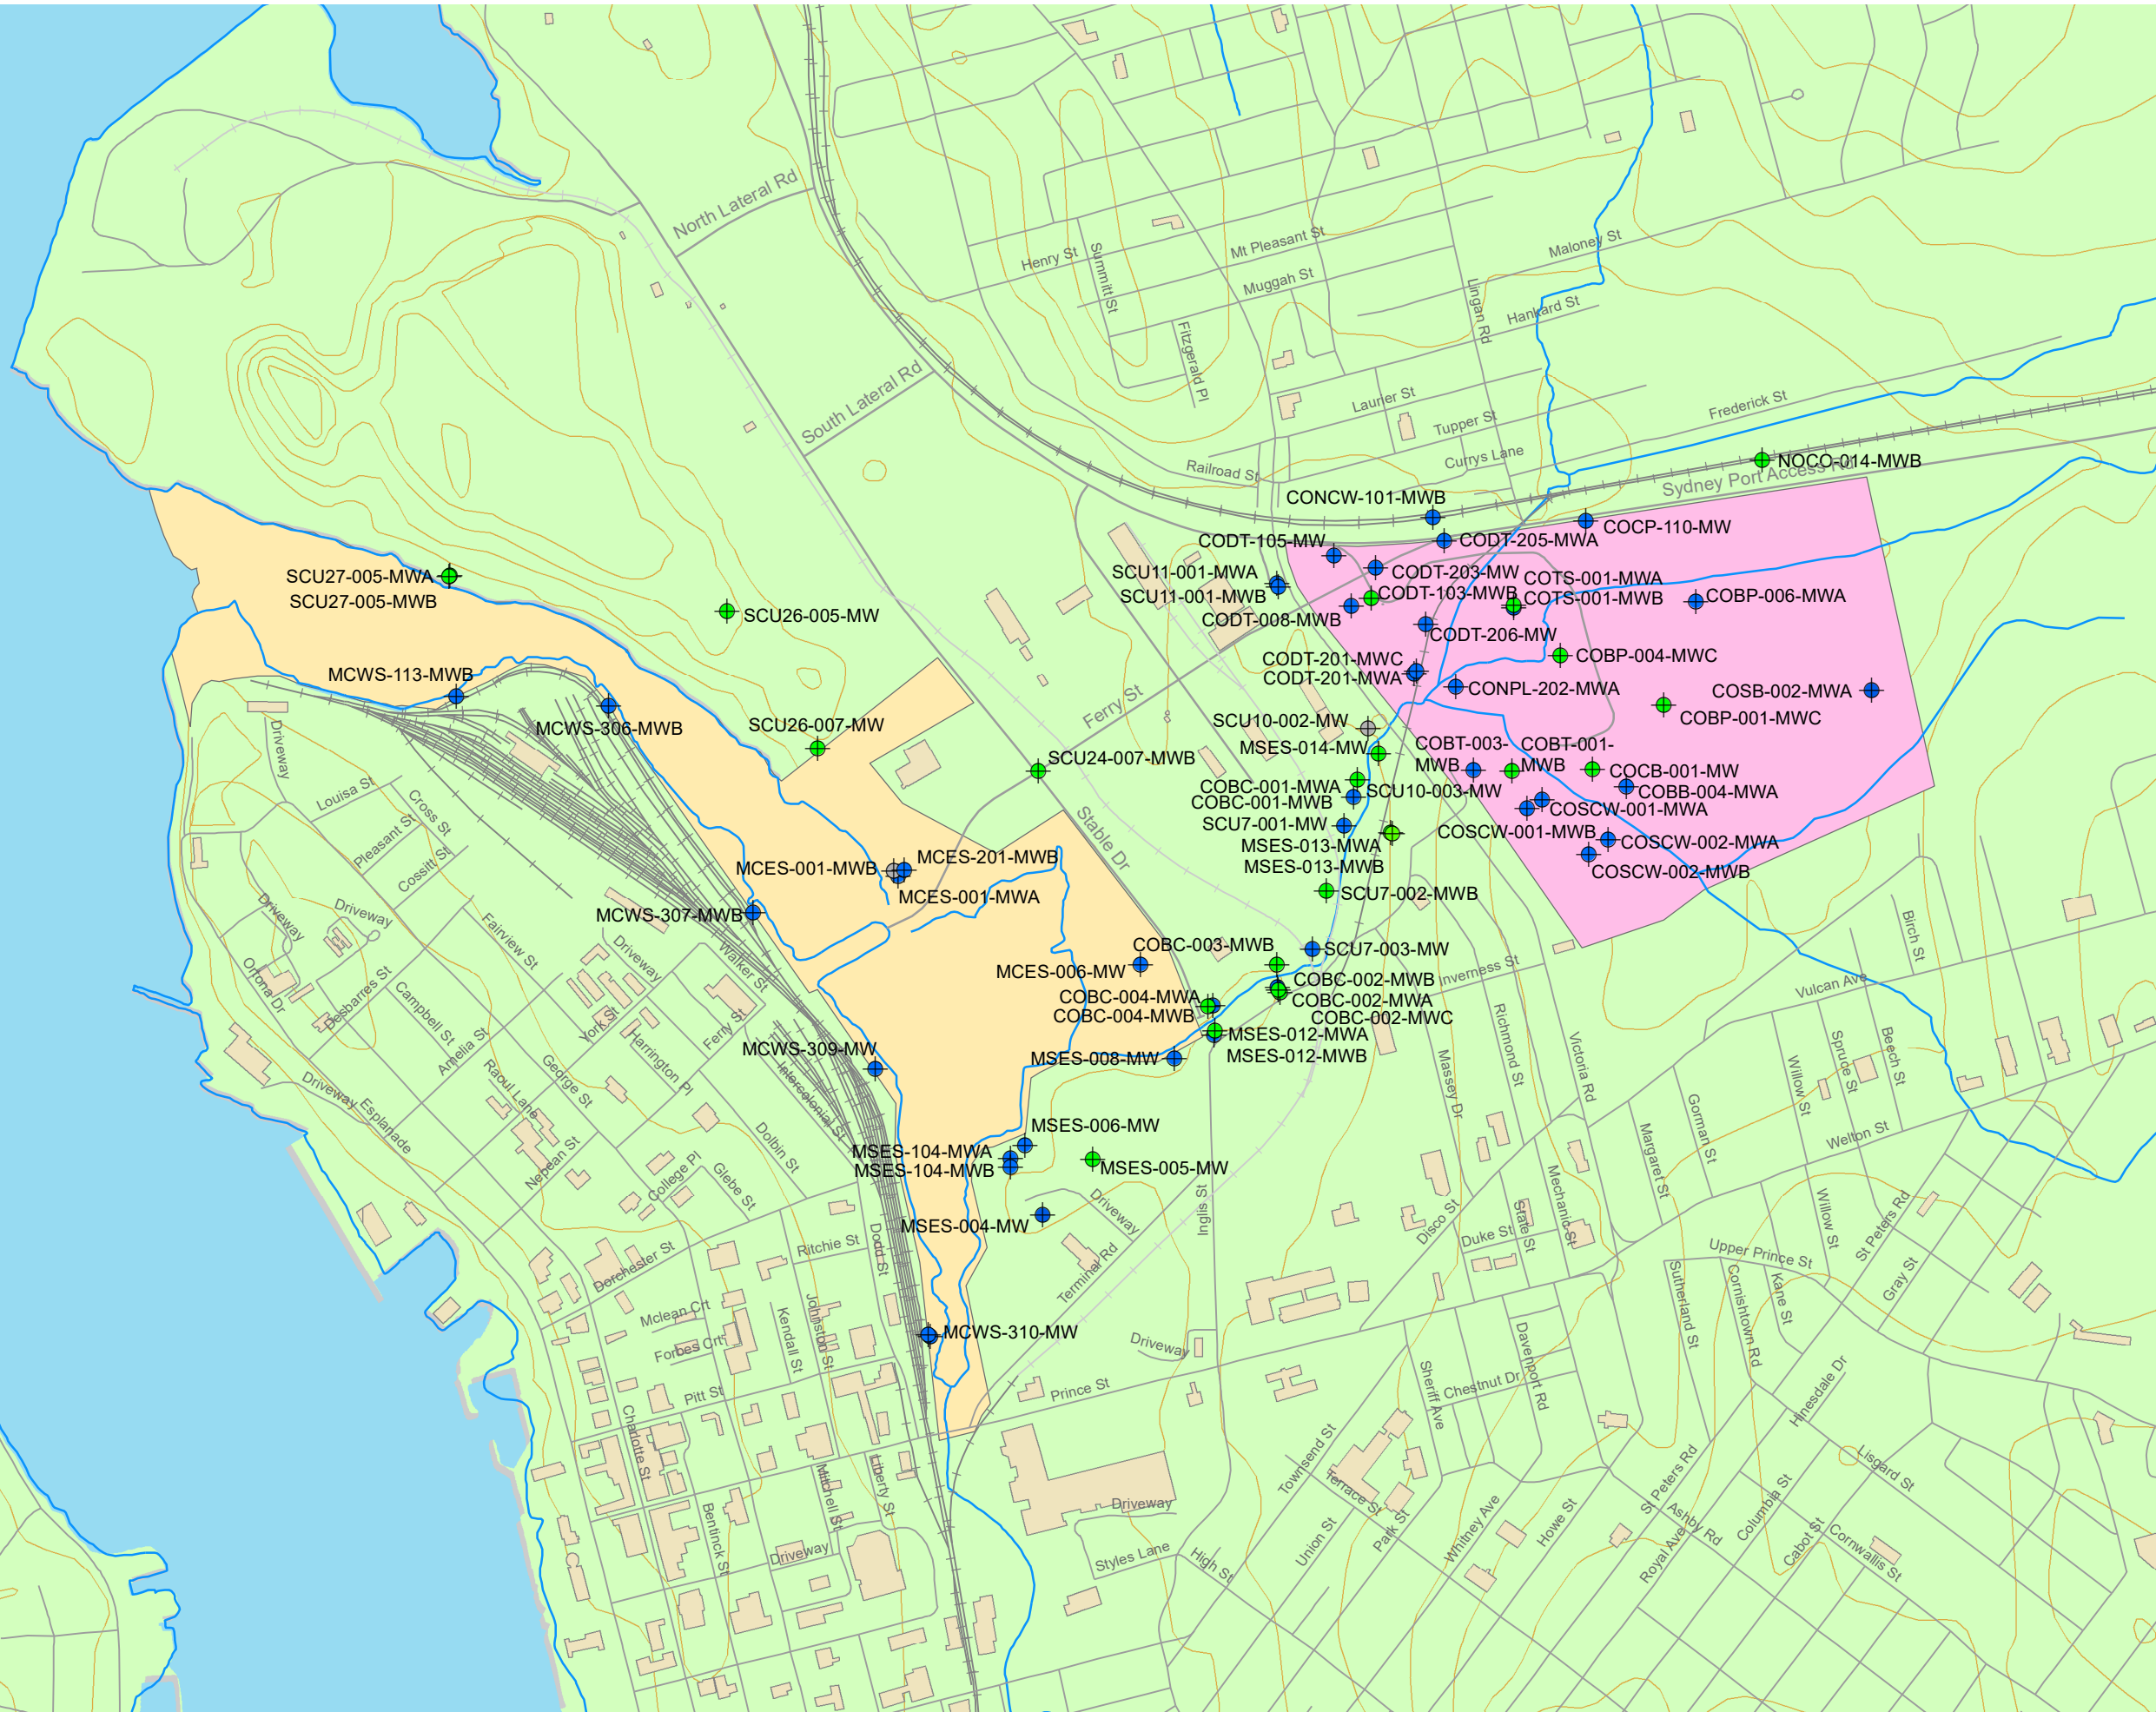 North Lateral Rd
Henry St
Summitt St
Mt Pleasant St
Muggah St
Maloney St
Lingan Rd
Hankard St
Fitzgerald Pl
South Lateral Rd
Laurier St
Tupper St
Currys Lane
Frederick St
Railroad St
NOCO-014-MWB
Sydney Port Access Rd
CONCW-101-MWB
COCP-110-MW
CODT-105-MW
CODT-205-MWA
SCU11-001-MWA
CODT-203-MW
COTS-001-MWA
SCU27-005-MWA
SCU11-001-MWB
CODT-103-MWB
COTS-001-MWB
COBP-006-MWA
SCU27-005-MWB
SCU26-005-MW
CODT-008-MWB
CODT-206-MW
CODT-201-MWC
COBP-004-MWC
MCWS-113-MWB
CODT-201-MWA
CONPL-202-MWA
COSB-002-MWA
Ferry St
MCWS-306-MWB
SCU26-007-MW
SCU10-002-MW
COBP-001-MWC
Driveway
MSES-014-MW
COBT-003-
MWB
COBT-001-
MWB
SCU24-007-MWB
COCB-001-MW
Louisa St
COBC-001-MWA
SCU10-003-MW
COBB-004-MWA
Cross St
COBC-001-MWB
COSCW-001-MWA
Pleasant St
SCU7-001-MW
COSCW-001-MWB
Stable Dr
MSES-013-MWA
COSCW-002-MWA
Cossitt St
MCES-001-MWB
MCES-201-MWB
MSES-013-MWB
COSCW-002-MWB
MCES-001-MWA
SCU7-002-MWB
Driveway
Driveway
MCWS-307-MWB
Fairview St
Birch St
Driveway
Walker St
COBC-003-MWB
SCU7-003-MW
Ortona Dr
MCES-006-MW
Inverness St
Desbarres St
COBC-002-MWB
Vulcan Ave
Campbell St
COBC-004-MWA
COBC-002-MWA
COBC-004-MWB
COBC-002-MWC
York St
Ferry St
Amelia St
Harrington Pl
MSES-012-MWA
Richmond St
MCWS-309-MW
MSES-008-MW
MSES-012-MWB
Victoria Rd
Spruce St
Beech St
Massey Dr
Willow St
Raoul Lane
George St
Intercolonial St
Driveway
Esplanade
MSES-006-MW
Gorman St
Margaret St
Welton St
Dolbin St
MSES-104-MWA
MSES-104-MWB
MSES-005-MW
Nepean St
College Pl
Glebe St
Mechanic St
MSES-004-MW
Driveway
Inglis St
Disco St
State St
Duke St
Willow St
St Peters Rd
Ritchie St
Dodd St
Dorchester St
Terminal Rd
Upper Prince St
Gray St
Sutherland St
Cornishtown Rd
Kane St
Mclean Crt
Forbes Crt
Kendall St
Johnston St
MCWS-310-MW
Driveway
Davenport Rd
Sheriff Ave
Chestnut Dr
Pitt St
Prince St
Hinesdale Dr
Charlotte St
Townsend St
Lisgard St
St Peters Rd
Mitchell St
Liberty St
Terrace St
Park St
Driveway
Whitney Ave
Howe St
Ashby Rd
Columbia St
Cabot St
Cornwallis St
Royal Ave
Bentinck St
Driveway
Styles Lane
High St
Union St